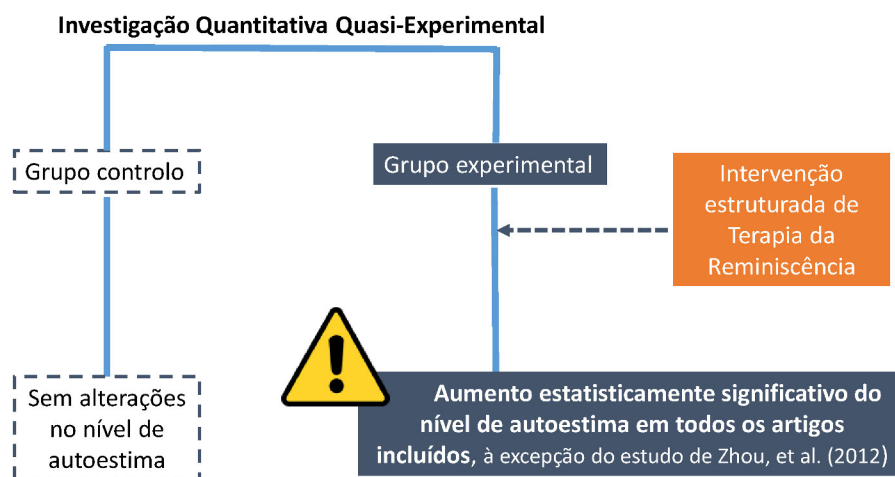 Investigação Quantitativa Quasi-Experimental
Grupo controlo
Grupo experimental
Intervenção
estruturada de
Terapia da
Reminiscência
Sem alterações
no nível de
autoestima
Aumento estatisticamente significativo do
nível de autoestima em todos os artigos
incluídos, à excepção do estudo de Zhou, et al. (2012)